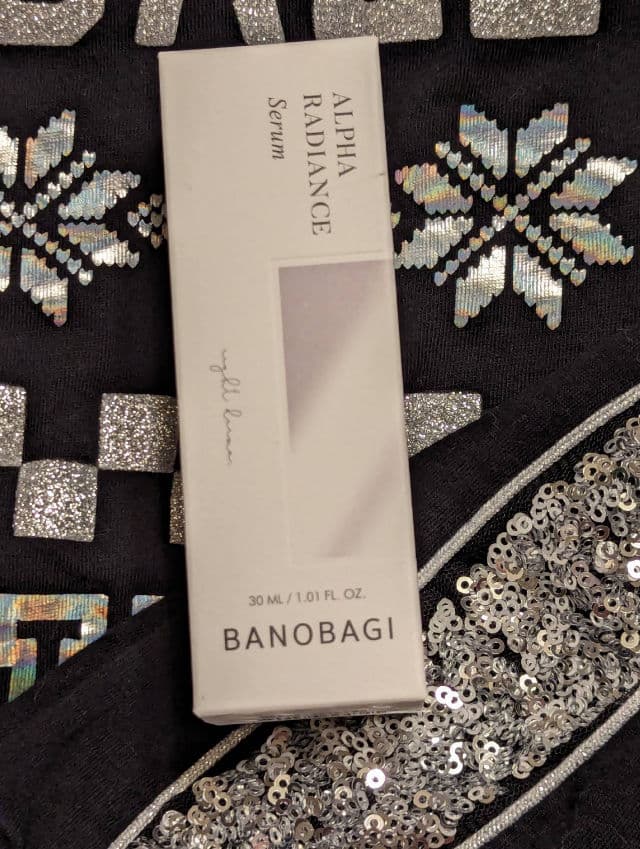 ALPHA
RADIANCE
Serum
30 ML / 1.01 FL. OZ.
BANOBAGI